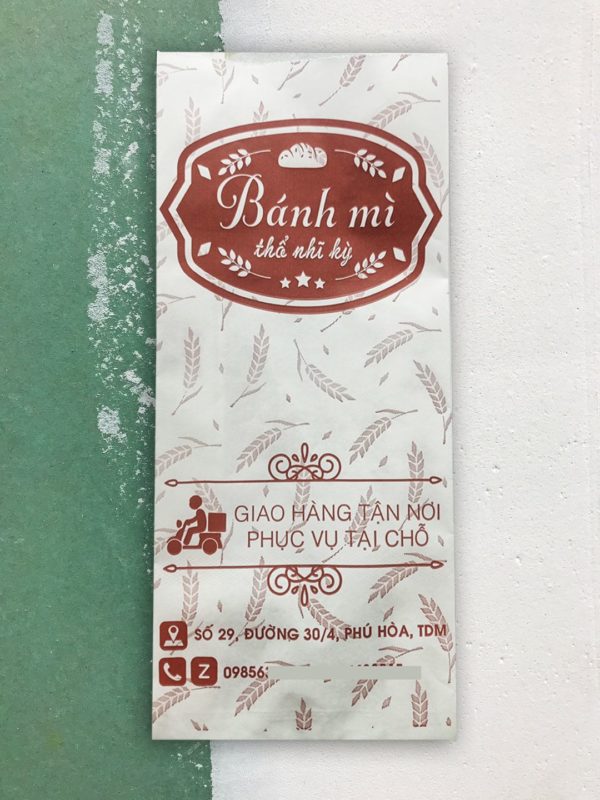 Bánh mì
thổ nhĩ kỳ
GIAO HÀNG TẬN NƠI
PHỤC VỤ TẠI CHỖ
SỐ 29, ĐƯỜNG 30/4, PHÚ HÒA, TDM
Z 09856